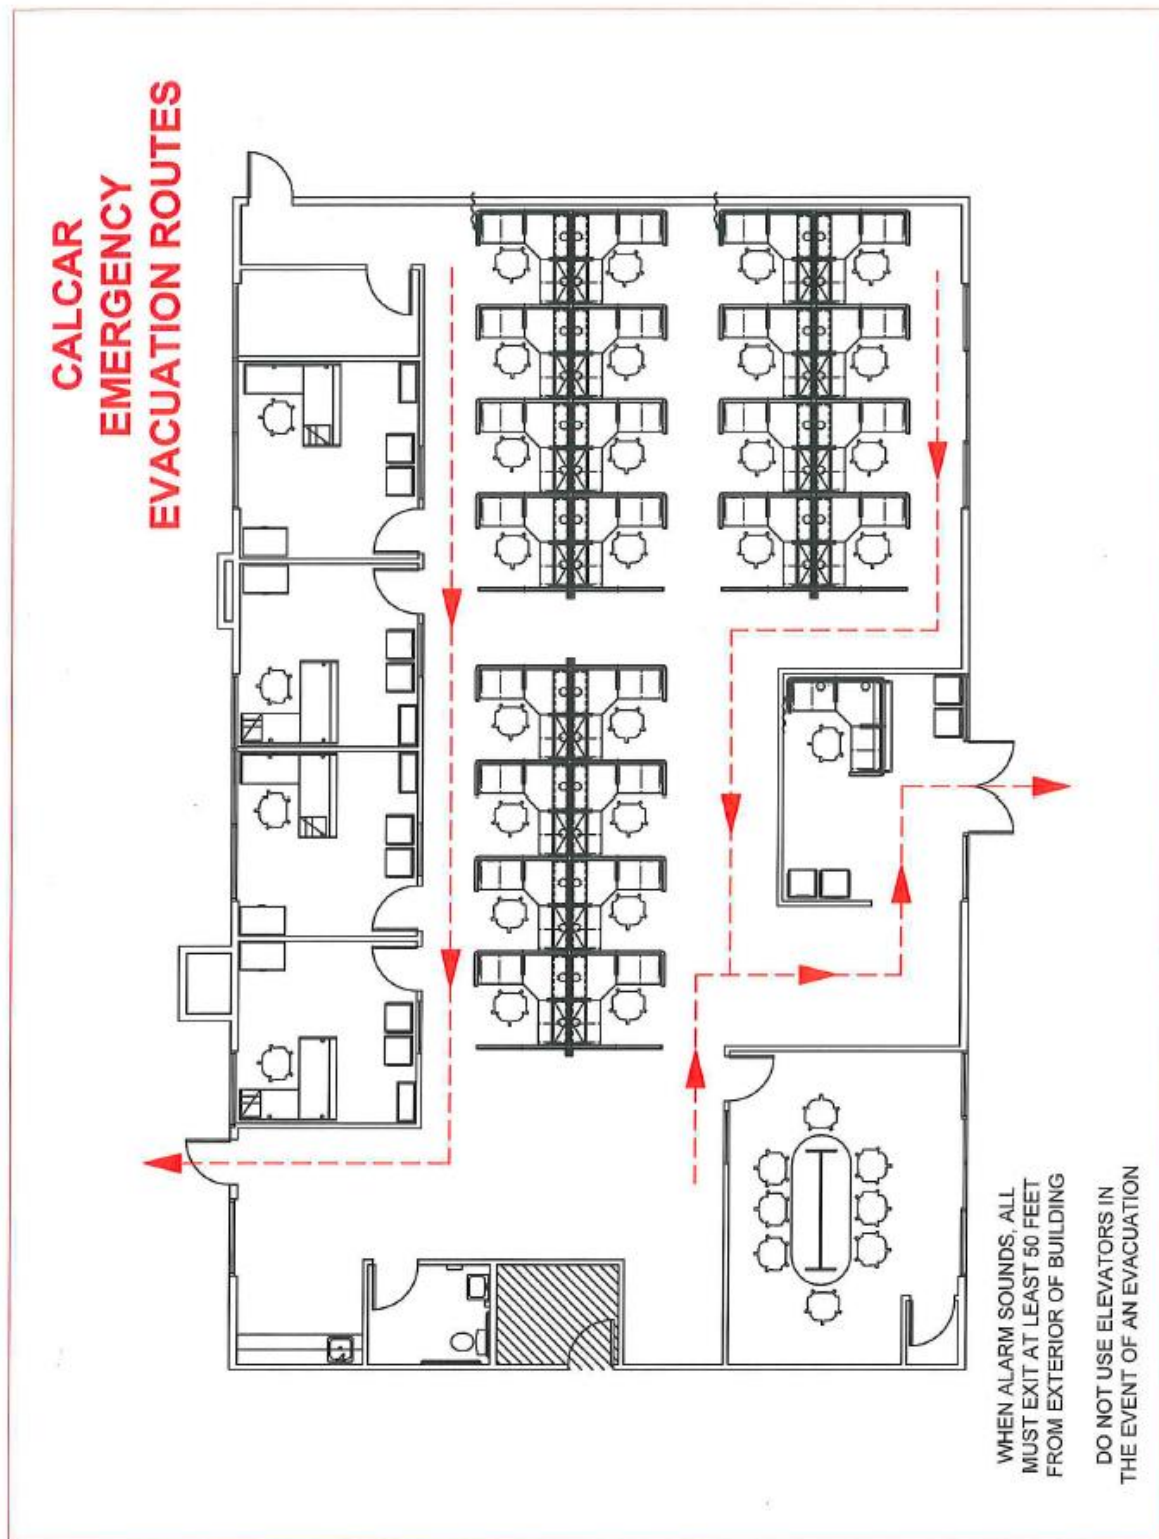 CALCAR
EMERGENCY
EVACUATION ROUTES
WHEN ALARM SOUNDS, ALL
MUST EXIT AT LEAST 50 FEET
FROM EXTERIOR OF BUILDING
DO NOT USE ELEVATORS IN
THE EVENT OF AN EVACUATION